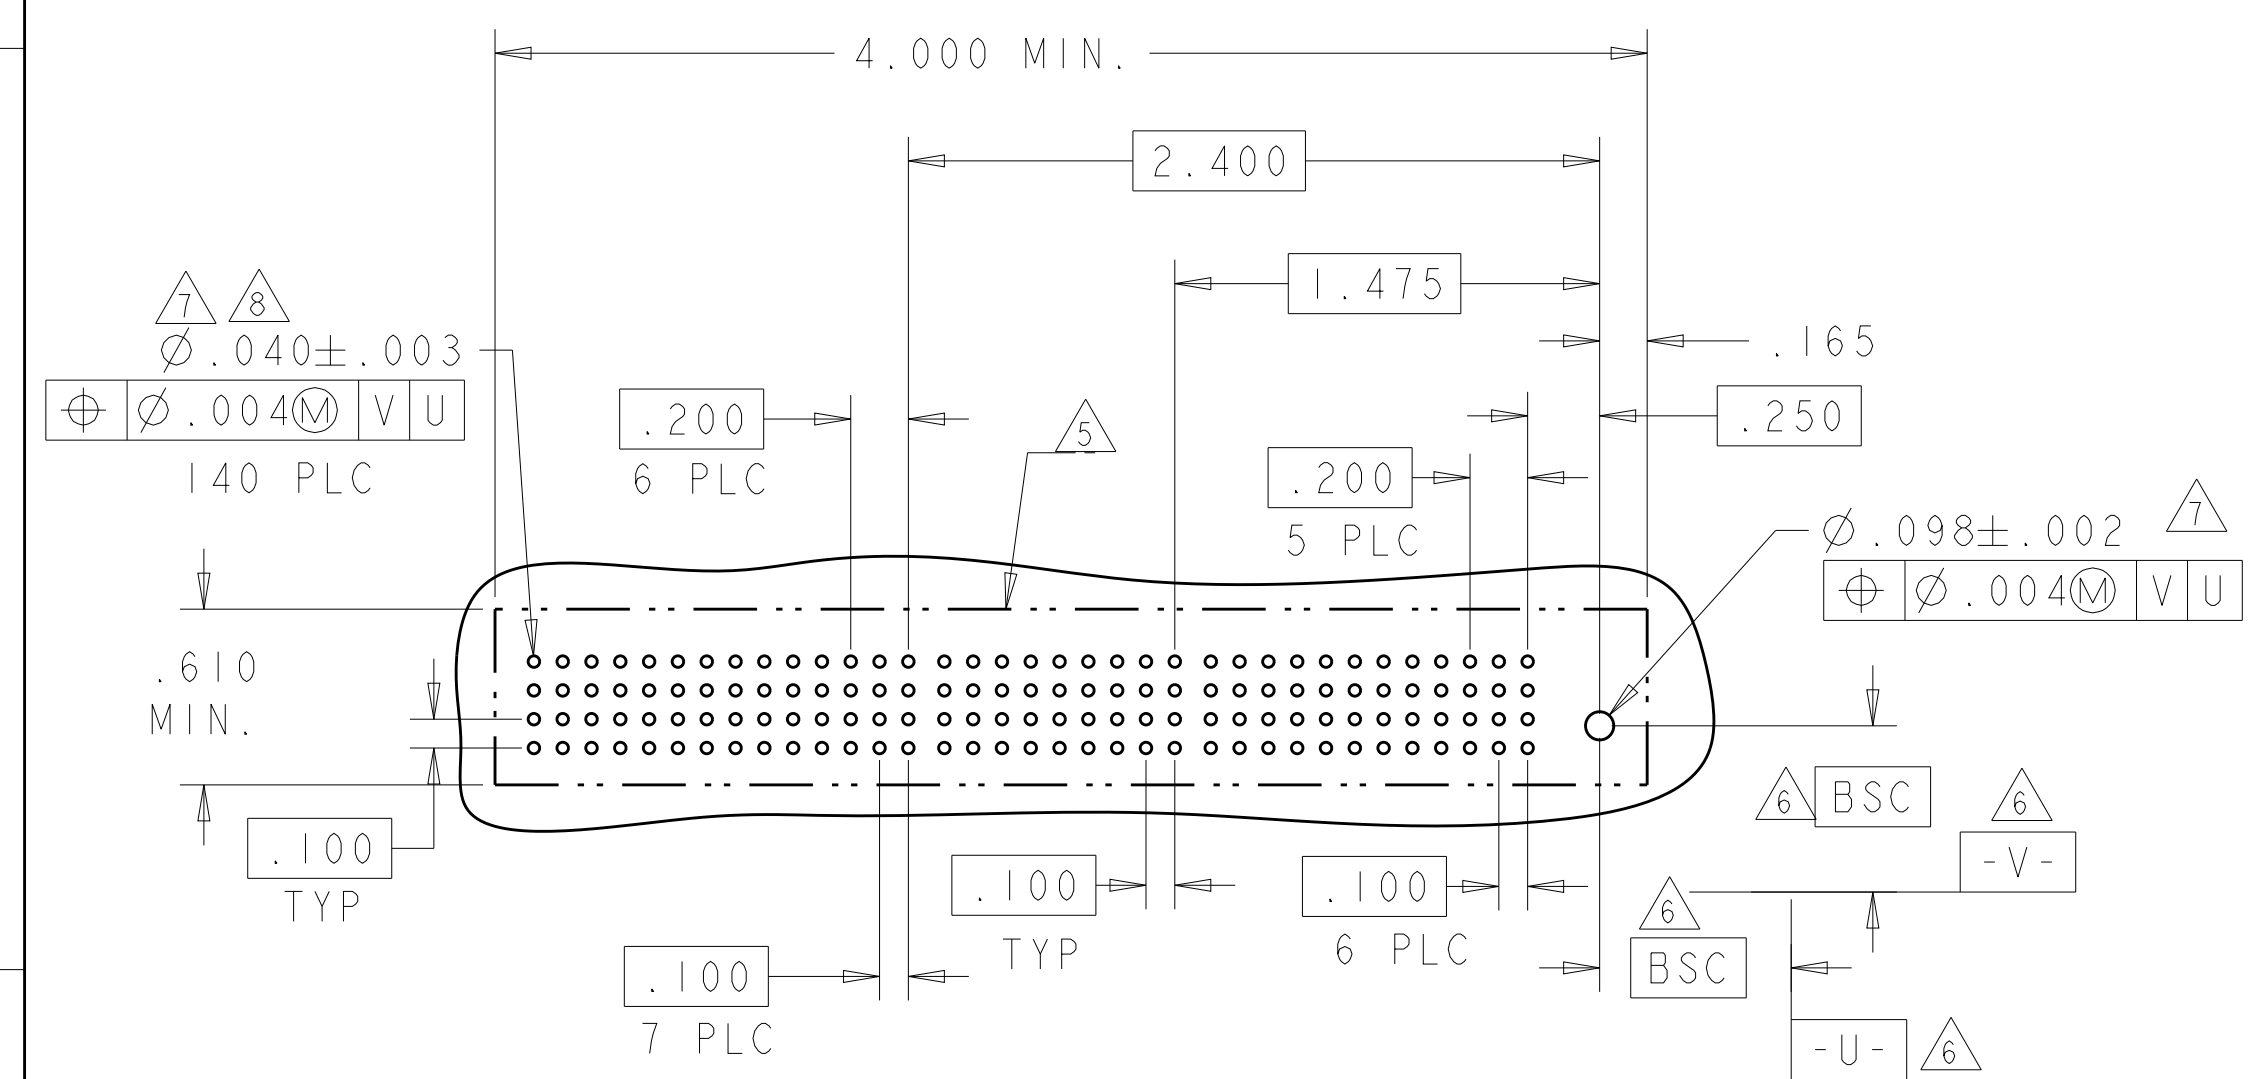 4.000 MIN.
2.400
1.475
.165
7 8
⌀.040±.003
⌖ ⌀.004Ⓜ V U
140 PLC
.200
6 PLC
5
.250
.200
5 PLC
7
⌀.098±.002
⌖ ⌀.004Ⓜ V U
.610
MIN.
.100
TYP
.100
7 PLC
.100
TYP
.100
6 PLC
6 BSC
6
-V-
6
BSC
-U- 6